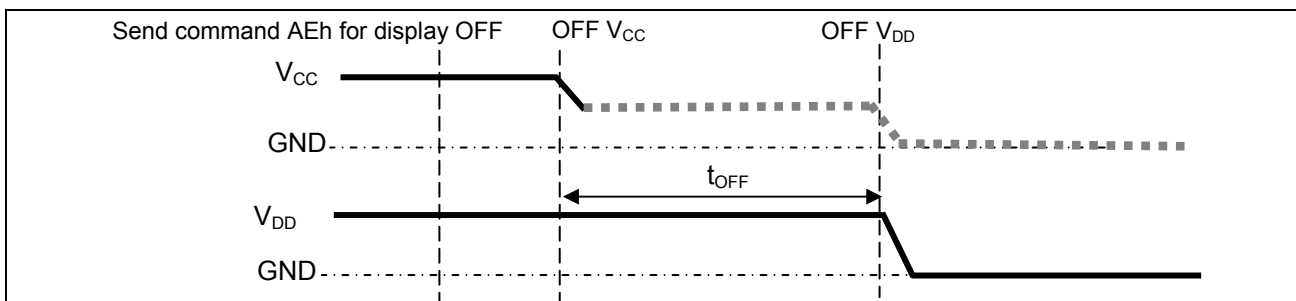 Send command AEh for display OFF OFF VCC OFF VDD
VCC
GND
tOFF
VDD
GND